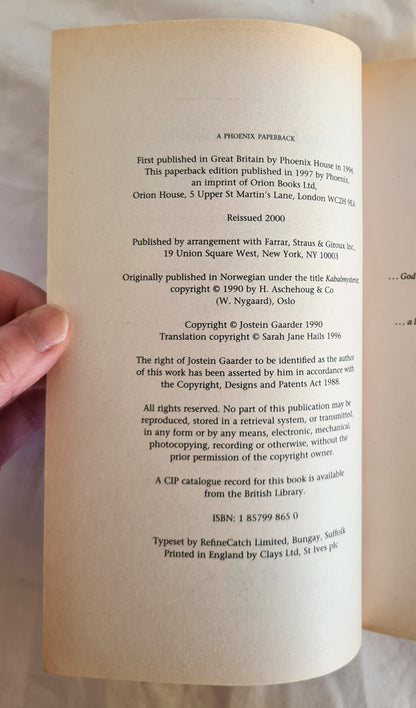 A PHOENIX PAPERBACK
First published in Great Britain by Phoenix House in 1996
This paperback edition published in 1997 by Phoenix,
an imprint of Orion Books Ltd,
Orion House, 5 Upper St Martin's Lane, London WC2H 9EA
Reissued 2000
Published by arrangement with Farrar, Straus & Giroux Inc.,
19 Union Square West, New York, NY 10003
Originally published in Norwegian under the title Kabalmysteriet,
copyright © 1990 by H. Aschehoug & Co
(W. Nygaard), Oslo
Copyright © Jostein Gaarder 1990
Translation copyright © Sarah Jane Hails 1996
The right of Jostein Gaarder to be identified as the author
of this work has been asserted by him in accordance with
the Copyright, Designs and Patents Act 1988.
All rights reserved. No part of this publication may be
reproduced, stored in a retrieval system, or transmitted,
in any form or by any means, electronic, mechanical,
photocopying, recording or otherwise, without the
prior permission of the copyright owner.
A CIP catalogue record for this book is available
from the British Library.
ISBN: 1 85799 865 0
Typeset by RefineCatch Limited, Bungay, Suffolk
Printed in England by Clays Ltd, St Ives plc
... God
... a